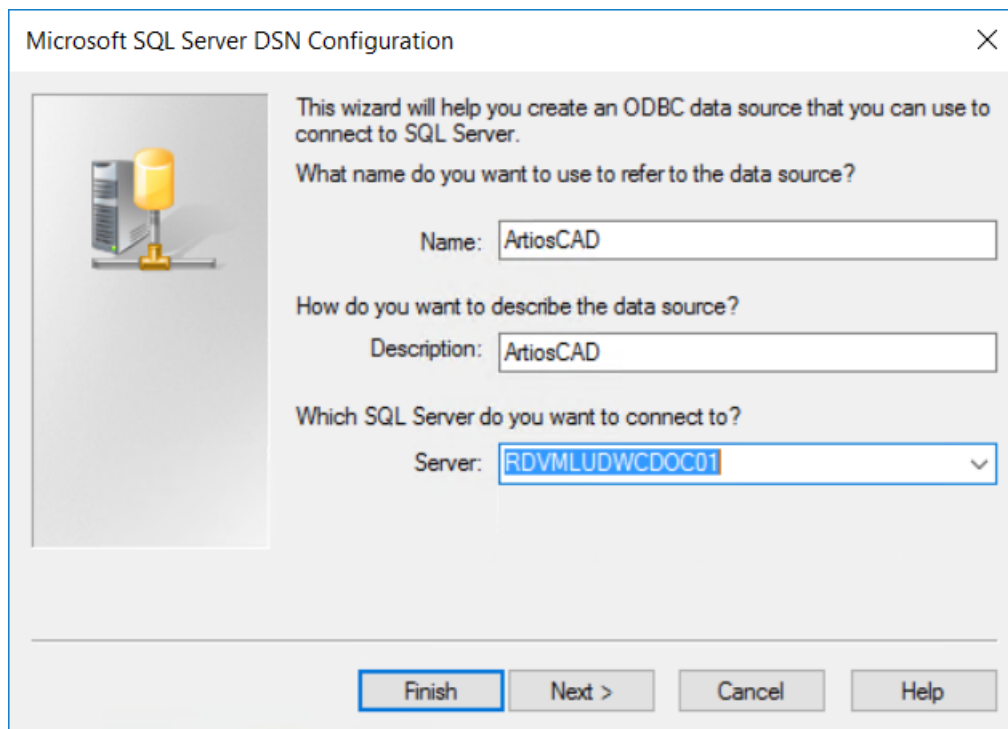 Microsoft SQL Server DSN Configuration
This wizard will help you create an ODBC data source that you can use to
connect to SQL Server.
What name do you want to use to refer to the data source?
Name: ArtiosCAD
How do you want to describe the data source?
Description: ArtiosCAD
Which SQL Server do you want to connect to?
Server: RDVMLUDWCDOC01
Finish Next > Cancel Help